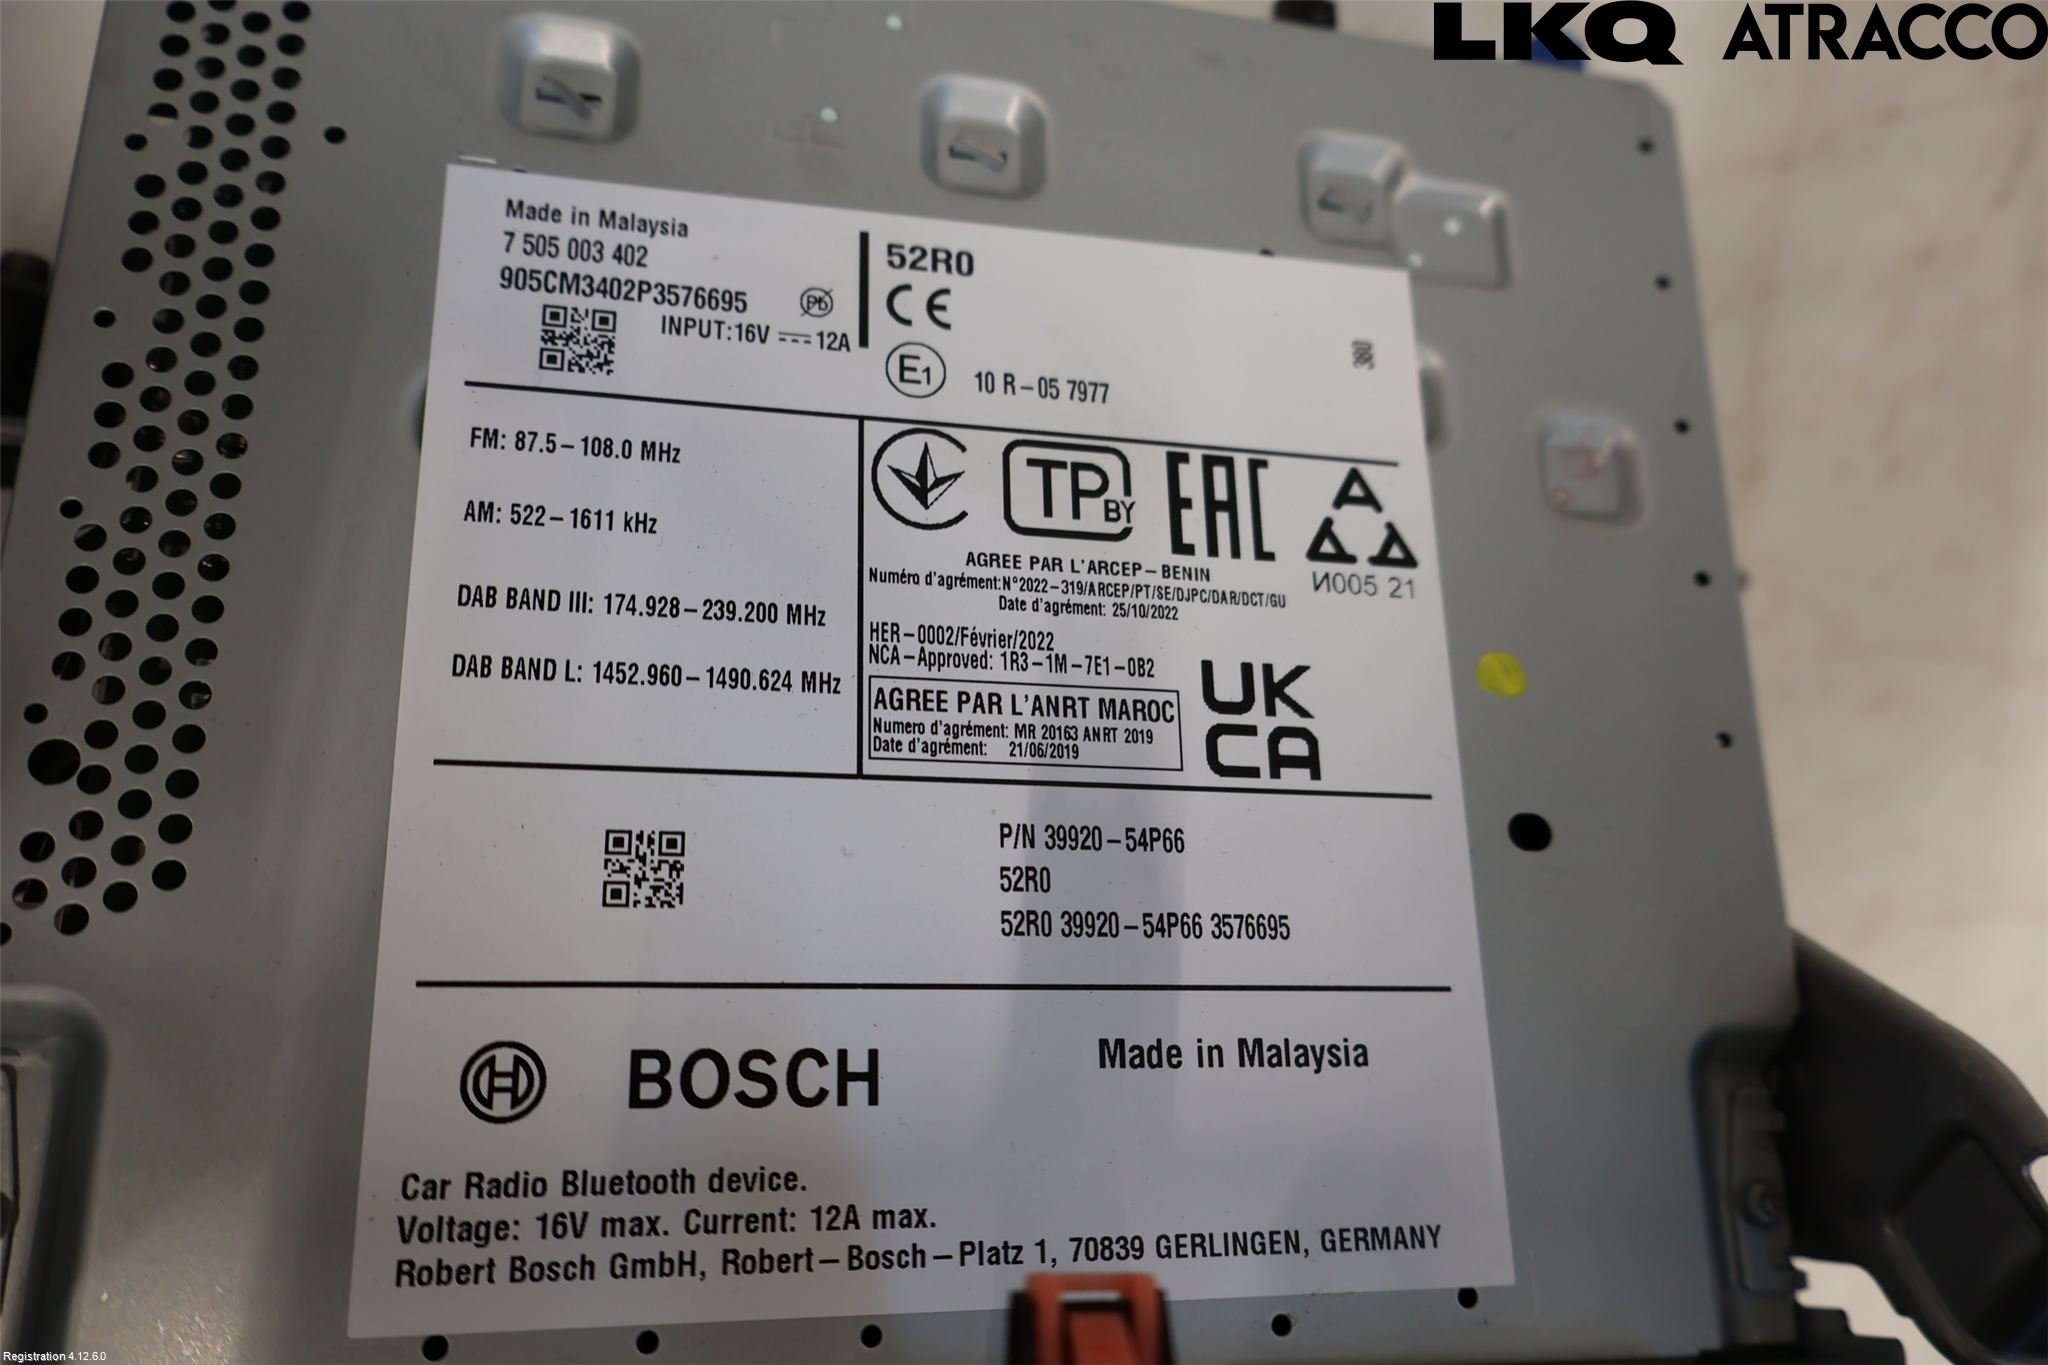 LKQ ATRACCO
Made in Malaysia
7 505 003 402
905CM3402P3576695
Pb
INPUT:16V 12A
52R0
CE
E1
10 R-05 7977
FM: 87.5-108.0 MHz
AM: 522-1611 kHz
DAB BAND III: 174.928-239.200 MHz
DAB BAND L: 1452.960-1490.624 MHz
TP BY
EAC
И005 21
AGREE PAR L'ARCEP-BENIN
Numéro d'agrément:N°2022-319/ARCEP/PT/SE/DJPC/DAR/DCT/GU
Date d'agrément: 25/10/2022
HER-0002/Février/2022
NCA-Approved: 1R3-1M-7E1-0B2
AGREE PAR L'ANRT MAROC
Numero d'agrément: MR 20163 ANRT 2019
Date d'agrément: 21/06/2019
UK
CA
P/N 39920-54P66
52R0
52R0 39920-54P66 3576695
BOSCH
Made in Malaysia
Car Radio Bluetooth device.
Voltage: 16V max. Current: 12A max.
Robert Bosch GmbH, Robert-Bosch-Platz 1, 70839 GERLINGEN, GERMANY
Registration 4.12.6.0